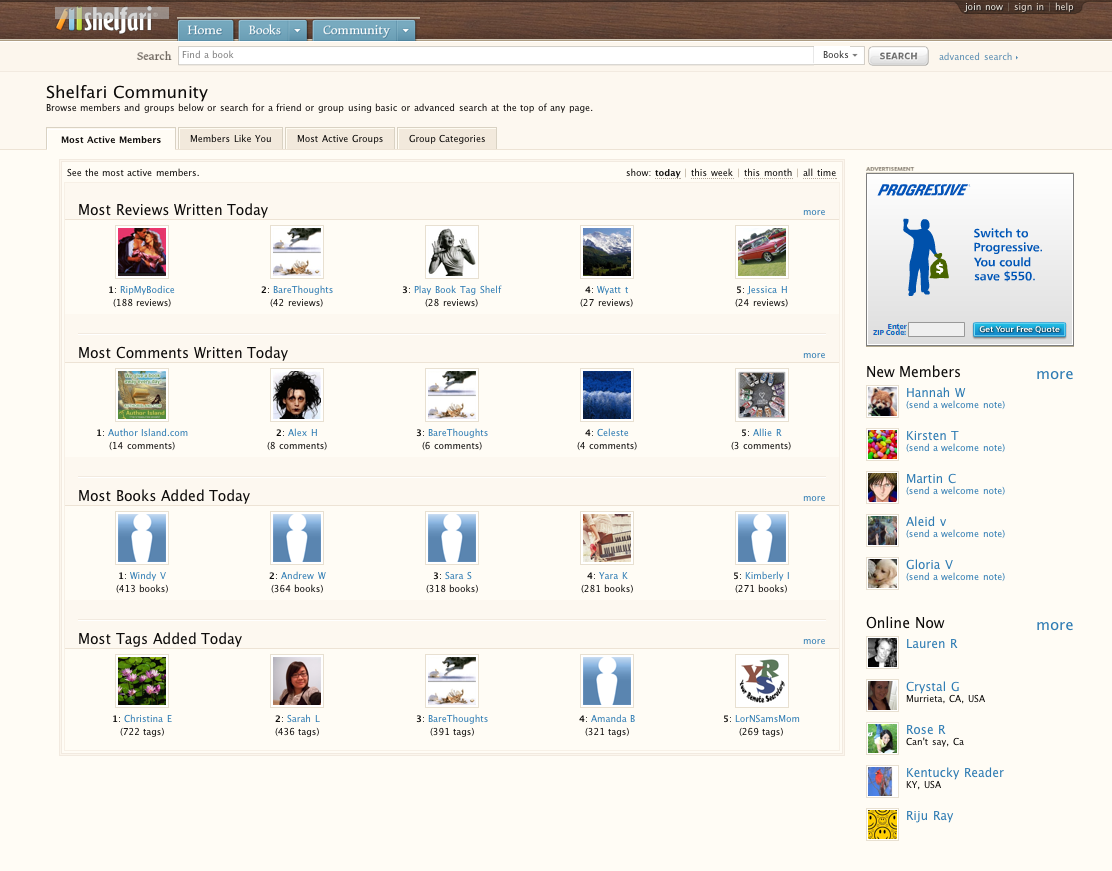 shelfari
join now | sign in | help
Home
Books
Community
Search
Find a book
Books
SEARCH
advanced search
Shelfari Community
Browse members and groups below or search for a friend or group using basic or advanced search at the top of any page.
Most Active Members
Members Like You
Most Active Groups
Group Categories
See the most active members.
show: today | this week | this month | all time
Most Reviews Written Today
more
1: RipMyBodice
(188 reviews)
2: BareThoughts
(42 reviews)
3: Play Book Tag Shelf
(28 reviews)
4: Wyatt t
(27 reviews)
5: Jessica H
(24 reviews)
Most Comments Written Today
more
Author Island
1: Author Island.com
(14 comments)
2: Alex H
(8 comments)
3: BareThoughts
(6 comments)
4: Celeste
(4 comments)
5: Allie R
(3 comments)
Most Books Added Today
more
1: Windy V
(413 books)
2: Andrew W
(364 books)
3: Sara S
(318 books)
4: Yara K
(281 books)
5: Kimberly I
(271 books)
Most Tags Added Today
more
YRS
Your Remote Secretary
1: Christina E
(722 tags)
2: Sarah L
(436 tags)
3: BareThoughts
(391 tags)
4: Amanda B
(321 tags)
5: LorNSamsMom
(269 tags)
ADVERTISEMENT
PROGRESSIVE
Switch to
Progressive.
You could
save $550.
$
Enter
ZIP Code:
Get Your Free Quote
New Members
more
Hannah W
(send a welcome note)
Kirsten T
(send a welcome note)
Martin C
(send a welcome note)
Aleid v
(send a welcome note)
Gloria V
(send a welcome note)
Online Now
more
Lauren R
Crystal G
Murrieta, CA, USA
Rose R
Can't say, Ca
Kentucky Reader
KY, USA
Riju Ray